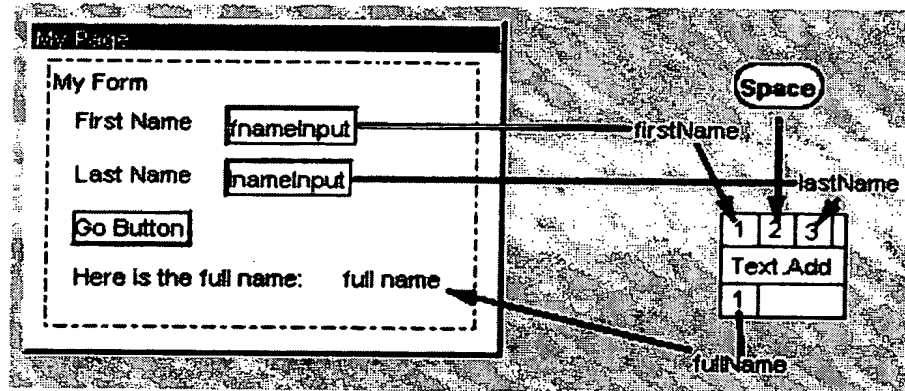 My Page
My Form
First Name
fnameInput
firstName
Space
Last Name
nameInput
lastName
Go Button
1 2 3
Text.Add
Here is the full name: full name
1
fullName